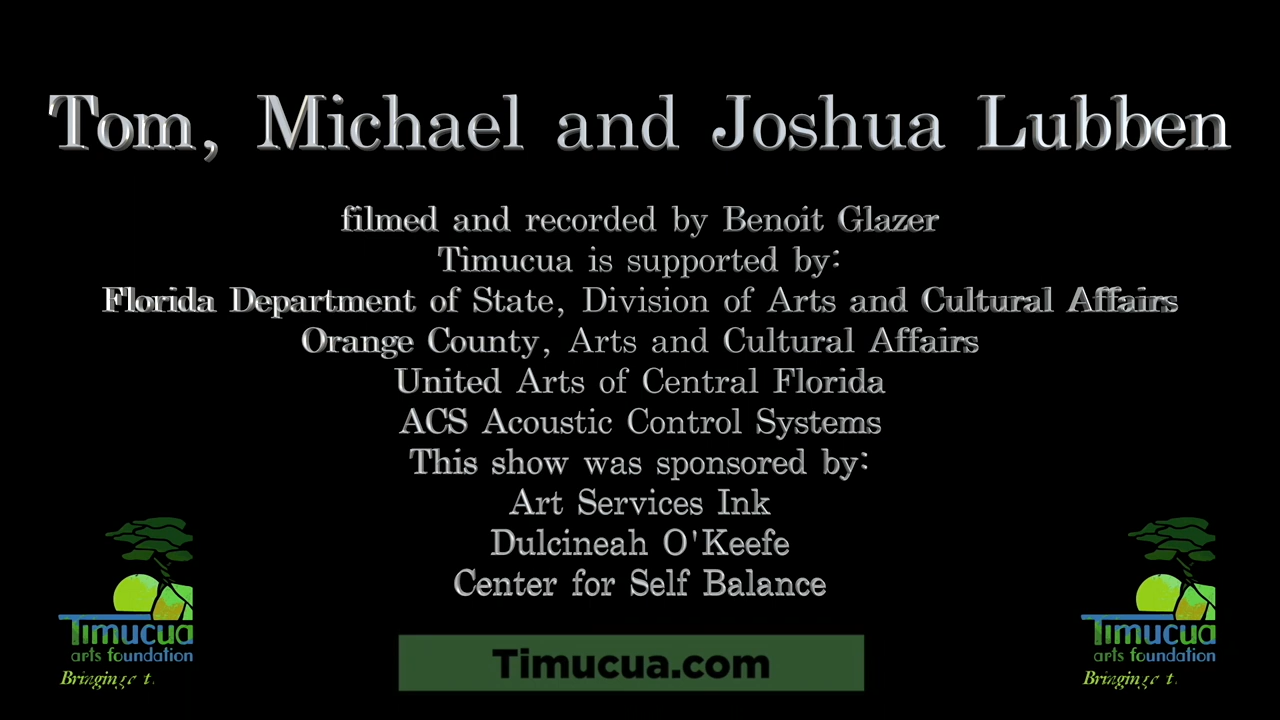 Tom, Michael and Joshua Lubben
filmed and recorded by Benoit Glazer
Timucua is supported by:
Florida Department of State, Division of Arts and Cultural Affairs
Orange County, Arts and Cultural Affairs
United Arts of Central Florida
ACS Acoustic Control Systems
This show was sponsored by:
Art Services Ink
Dulcineah O'Keefe
Center for Self Balance
Timucua
arts foundation
Timucua
arts foundation
Timucua.com